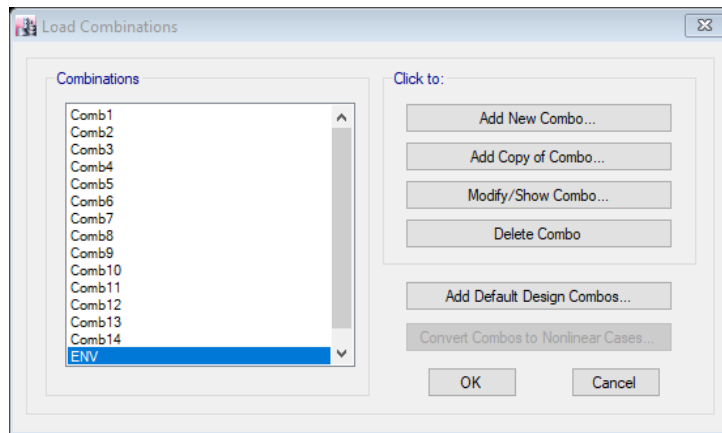 Load Combinations
Combinations
Comb1
Comb2
Comb3
Comb4
Comb5
Comb6
Comb7
Comb8
Comb9
Comb10
Comb11
Comb12
Comb13
Comb14
ENV
Click to:
Add New Combo...
Add Copy of Combo...
Modify/Show Combo...
Delete Combo
Add Default Design Combos...
Convert Combos to Nonlinear Cases...
OK
Cancel